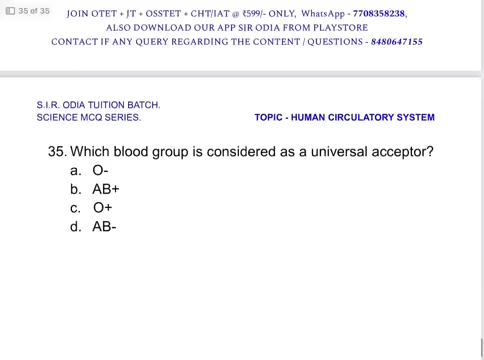 35 of 35
JOIN OTET + JT + OSSTET + CHT/IAT @ ₹599/- ONLY, WhatsApp - 7708358238,
ALSO DOWNLOAD OUR APP SIR ODIA FROM PLAYSTORE
CONTACT IF ANY QUERY REGARDING THE CONTENT / QUESTIONS - 8480647155
S.I.R. ODIA TUITION BATCH.
SCIENCE MCQ SERIES. TOPIC - HUMAN CIRCULATORY SYSTEM
35. Which blood group is considered as a universal acceptor?
a. O-
b. AB+
c. O+
d. AB-